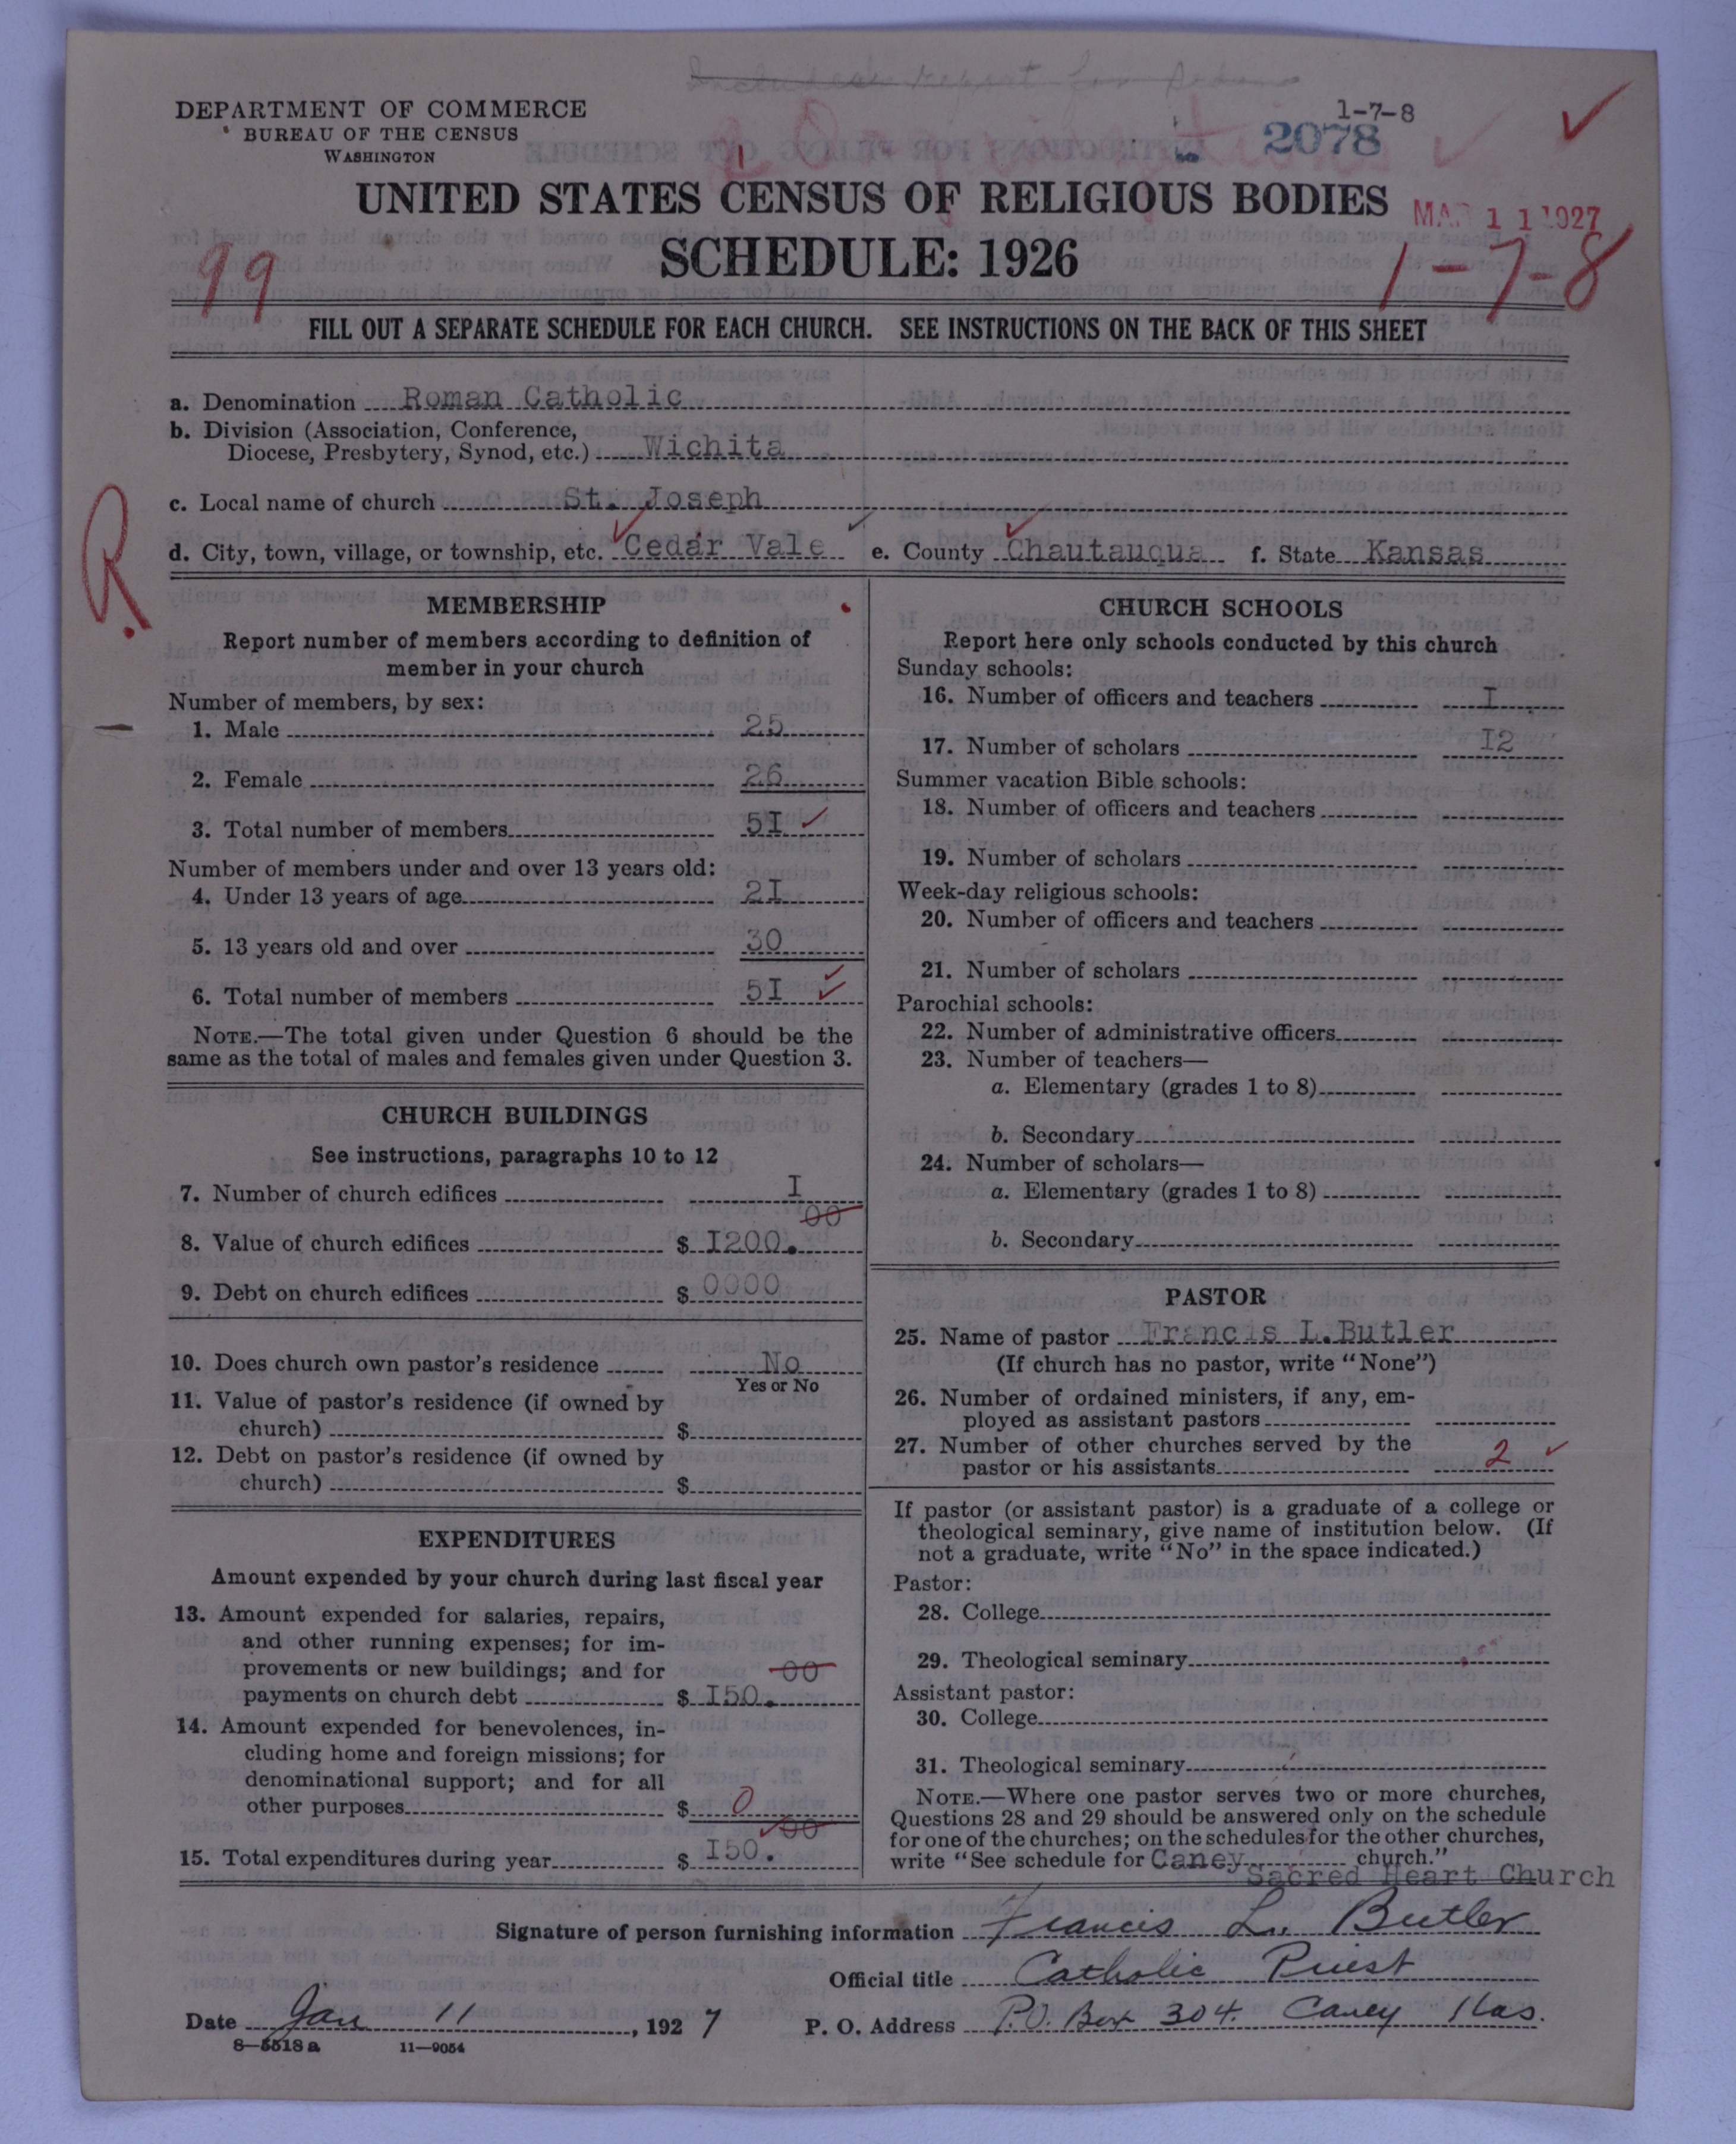 1-7-8
DEPARTMENT OF COMMERCE
BUREAU OF THE CENSUS
WASHINGTON
2078
UNITED STATES CENSUS OF RELIGIOUS BODIES
MAR 11 1927
SCHEDULE: 1926
99
1-7-8
FILL OUT A SEPARATE SCHEDULE FOR EACH CHURCH. SEE INSTRUCTIONS ON THE BACK OF THIS SHEET
a. Denomination Roman Catholic
b. Division (Association, Conference,
Diocese, Presbytery, Synod, etc.) Wichita
c. Local name of church St. Joseph
R
d. City, town, village, or township, etc. Cedar Vale e. County Chautauqua f. State Kansas
MEMBERSHIP
Report number of members according to definition of
member in your church
Number of members, by sex:
1. Male 25
2. Female 26
3. Total number of members 5I
Number of members under and over 13 years old:
4. Under 13 years of age 2I
5. 13 years old and over 30
6. Total number of members 5I
NOTE.—The total given under Question 6 should be the
same as the total of males and females given under Question 3.
CHURCH BUILDINGS
See instructions, paragraphs 10 to 12
7. Number of church edifices I
00
8. Value of church edifices $ I200.
9. Debt on church edifices $ 0000
10. Does church own pastor's residence No
Yes or No
11. Value of pastor's residence (if owned by
church) $
12. Debt on pastor's residence (if owned by
church) $
EXPENDITURES
Amount expended by your church during last fiscal year
13. Amount expended for salaries, repairs,
and other running expenses; for im-
provements or new buildings; and for 00
payments on church debt $ I50.
14. Amount expended for benevolences, in-
cluding home and foreign missions; for
denominational support; and for all
other purposes $ 0
00
15. Total expenditures during year $ I50.
CHURCH SCHOOLS
Report here only schools conducted by this church
Sunday schools:
16. Number of officers and teachers I
17. Number of scholars I2
Summer vacation Bible schools:
18. Number of officers and teachers
19. Number of scholars
Week-day religious schools:
20. Number of officers and teachers
21. Number of scholars
Parochial schools:
22. Number of administrative officers
23. Number of teachers—
a. Elementary (grades 1 to 8)
b. Secondary
24. Number of scholars—
a. Elementary (grades 1 to 8)
b. Secondary
PASTOR
25. Name of pastor Francis L.Butler
(If church has no pastor, write "None")
26. Number of ordained ministers, if any, em-
ployed as assistant pastors
27. Number of other churches served by the
pastor or his assistants 2
If pastor (or assistant pastor) is a graduate of a college or
theological seminary, give name of institution below. (If
not a graduate, write "No" in the space indicated.)
Pastor:
28. College
29. Theological seminary
Assistant pastor:
30. College
31. Theological seminary
NOTE.—Where one pastor serves two or more churches,
Questions 28 and 29 should be answered only on the schedule
for one of the churches; on the schedules for the other churches,
write "See schedule for Caney church."
Sacred Heart Church
Signature of person furnishing information Francis L. Butler
Official title Catholic Priest
Date Jan 11, 1927 P. O. Address P.O. Box 304. Caney Kas.
8—5518a 11—9054